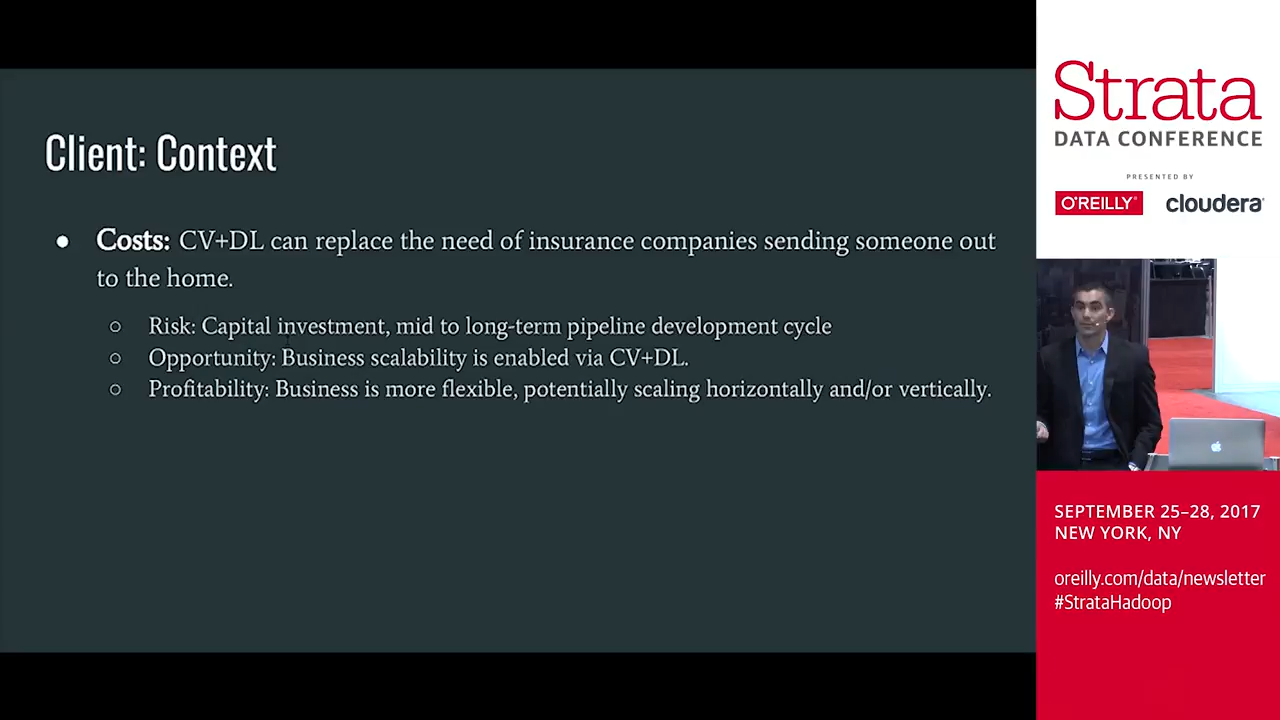 Client: Context
● Costs: CV+DL can replace the need of insurance companies sending someone out
to the home.
○ Risk: Capital investment, mid to long-term pipeline development cycle
○ Opportunity: Business scalability is enabled via CV+DL.
○ Profitability: Business is more flexible, potentially scaling horizontally and/or vertically.
Strata
DATA CONFERENCE
PRESENTED BY
O'REILLY® cloudera
SEPTEMBER 25–28, 2017
NEW YORK, NY
oreilly.com/data/newsletter
#StrataHadoop